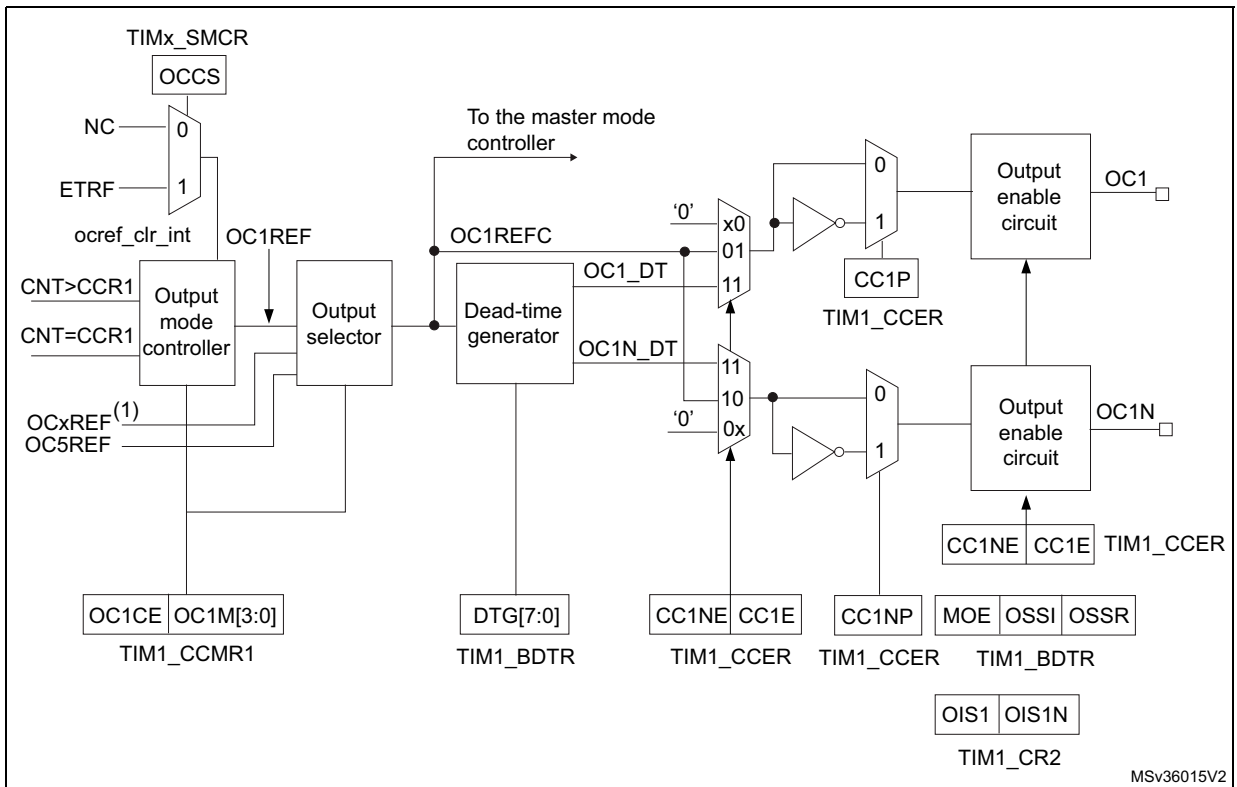 TIMx_SMCR
OCCS
NC
0
ETRF
1
ocref_clr_int
OC1REF
CNT>CCR1
CNT=CCR1
Output
mode
controller
Output
selector
OCxREF(1)
OC5REF
To the master mode
controller
OC1REFC
Dead-time
generator
OC1_DT
OC1N_DT
'0'
x0
01
11
11
10
'0'
0x
0
1
CC1P
TIM1_CCER
0
1
Output
enable
circuit
OC1
Output
enable
circuit
OC1N
CC1NE CC1E TIM1_CCER
OC1CE OC1M[3:0]
TIM1_CCMR1
DTG[7:0]
TIM1_BDTR
CC1NE CC1E
TIM1_CCER
CC1NP
TIM1_CCER
MOE OSSI OSSR
TIM1_BDTR
OIS1 OIS1N
TIM1_CR2
MSv36015V2